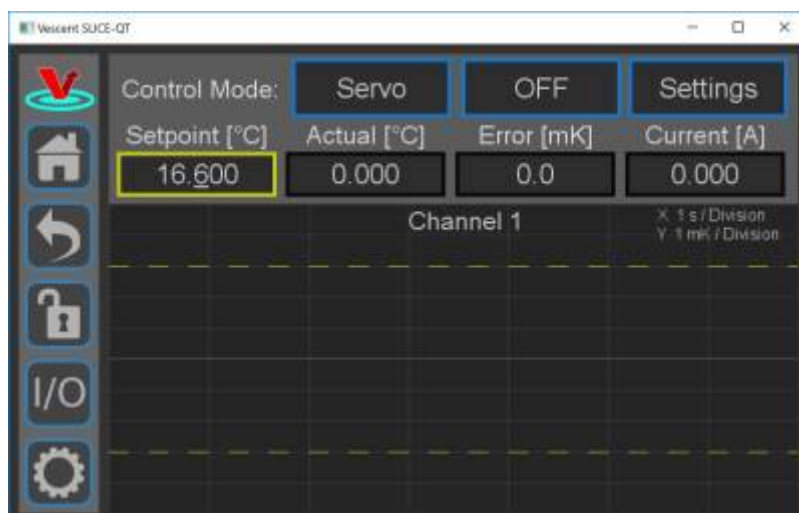 Vescent SLICE-QT
Control Mode: Servo OFF Settings
Setpoint [°C] Actual [°C] Error [mK] Current [A]
16.600 0.000 0.0 0.000
Channel 1
X 1 s / Division
Y 1 mK / Division
I/O